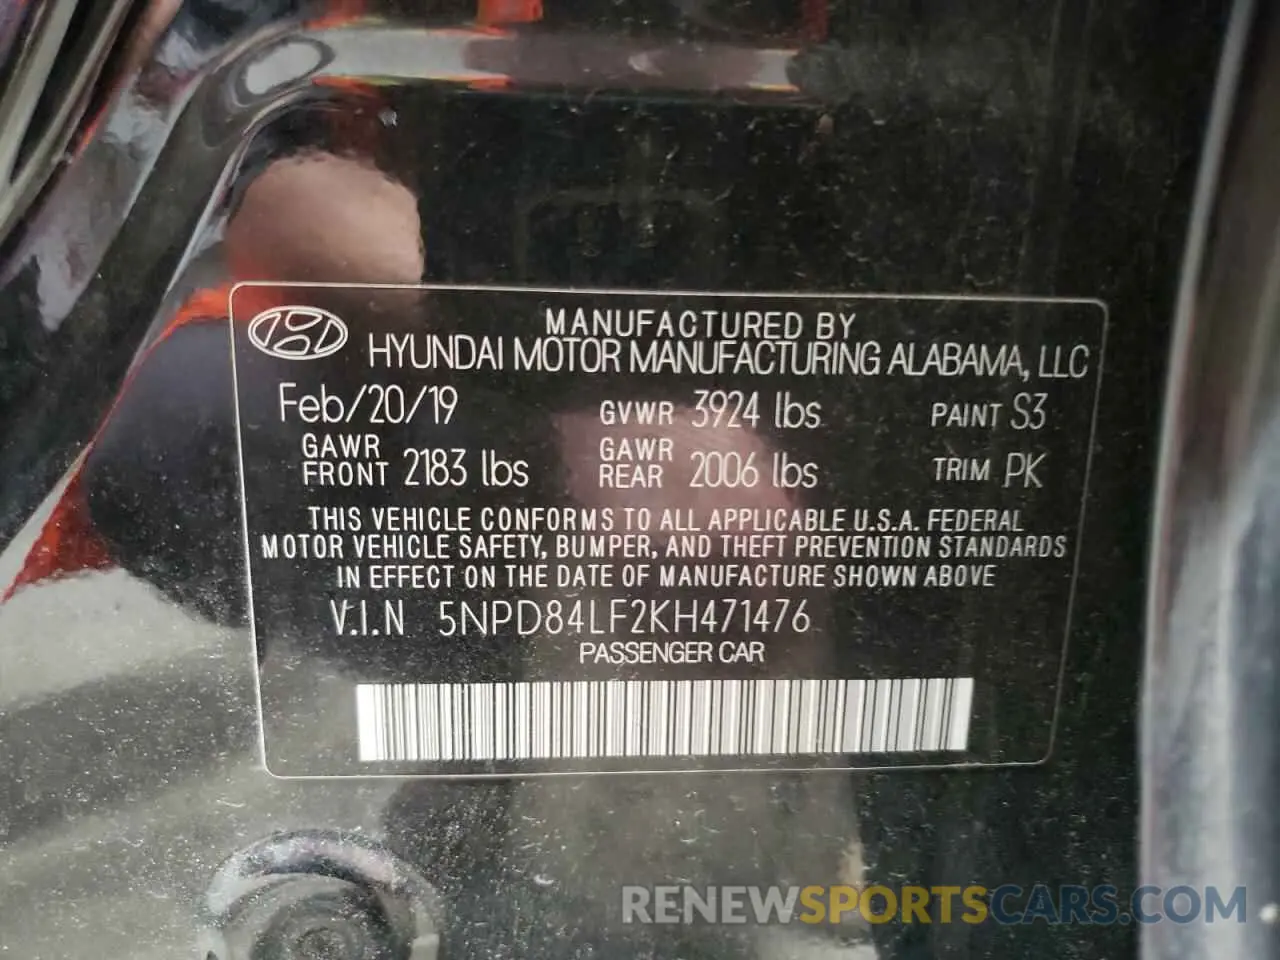 MANUFACTURED BY
HYUNDAI MOTOR MANUFACTURING ALABAMA, LLC
Feb/20/19 GVWR 3924 lbs PAINT S3
GAWR FRONT 2183 lbs GAWR REAR 2006 lbs TRIM PK
THIS VEHICLE CONFORMS TO ALL APPLICABLE U.S.A. FEDERAL
MOTOR VEHICLE SAFETY, BUMPER, AND THEFT PREVENTION STANDARDS
IN EFFECT ON THE DATE OF MANUFACTURE SHOWN ABOVE
V.I.N 5NPD84LF2KH471476
PASSENGER CAR
RENEWSPORTSCARS.COM